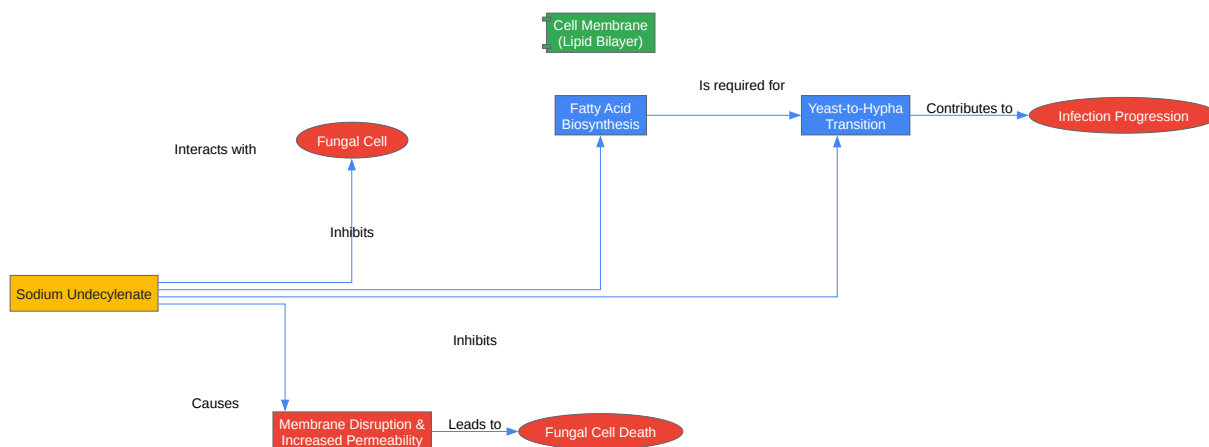 Cell Membrane
(Lipid Bilayer)
Is required for
Fatty Acid
Biosynthesis
Yeast-to-Hypha
Transition
Contributes to
Infection Progression
Interacts with
Fungal Cell
Inhibits
Sodium Undecylenate
Inhibits
Causes
Membrane Disruption &
Increased Permeability
Leads to
Fungal Cell Death